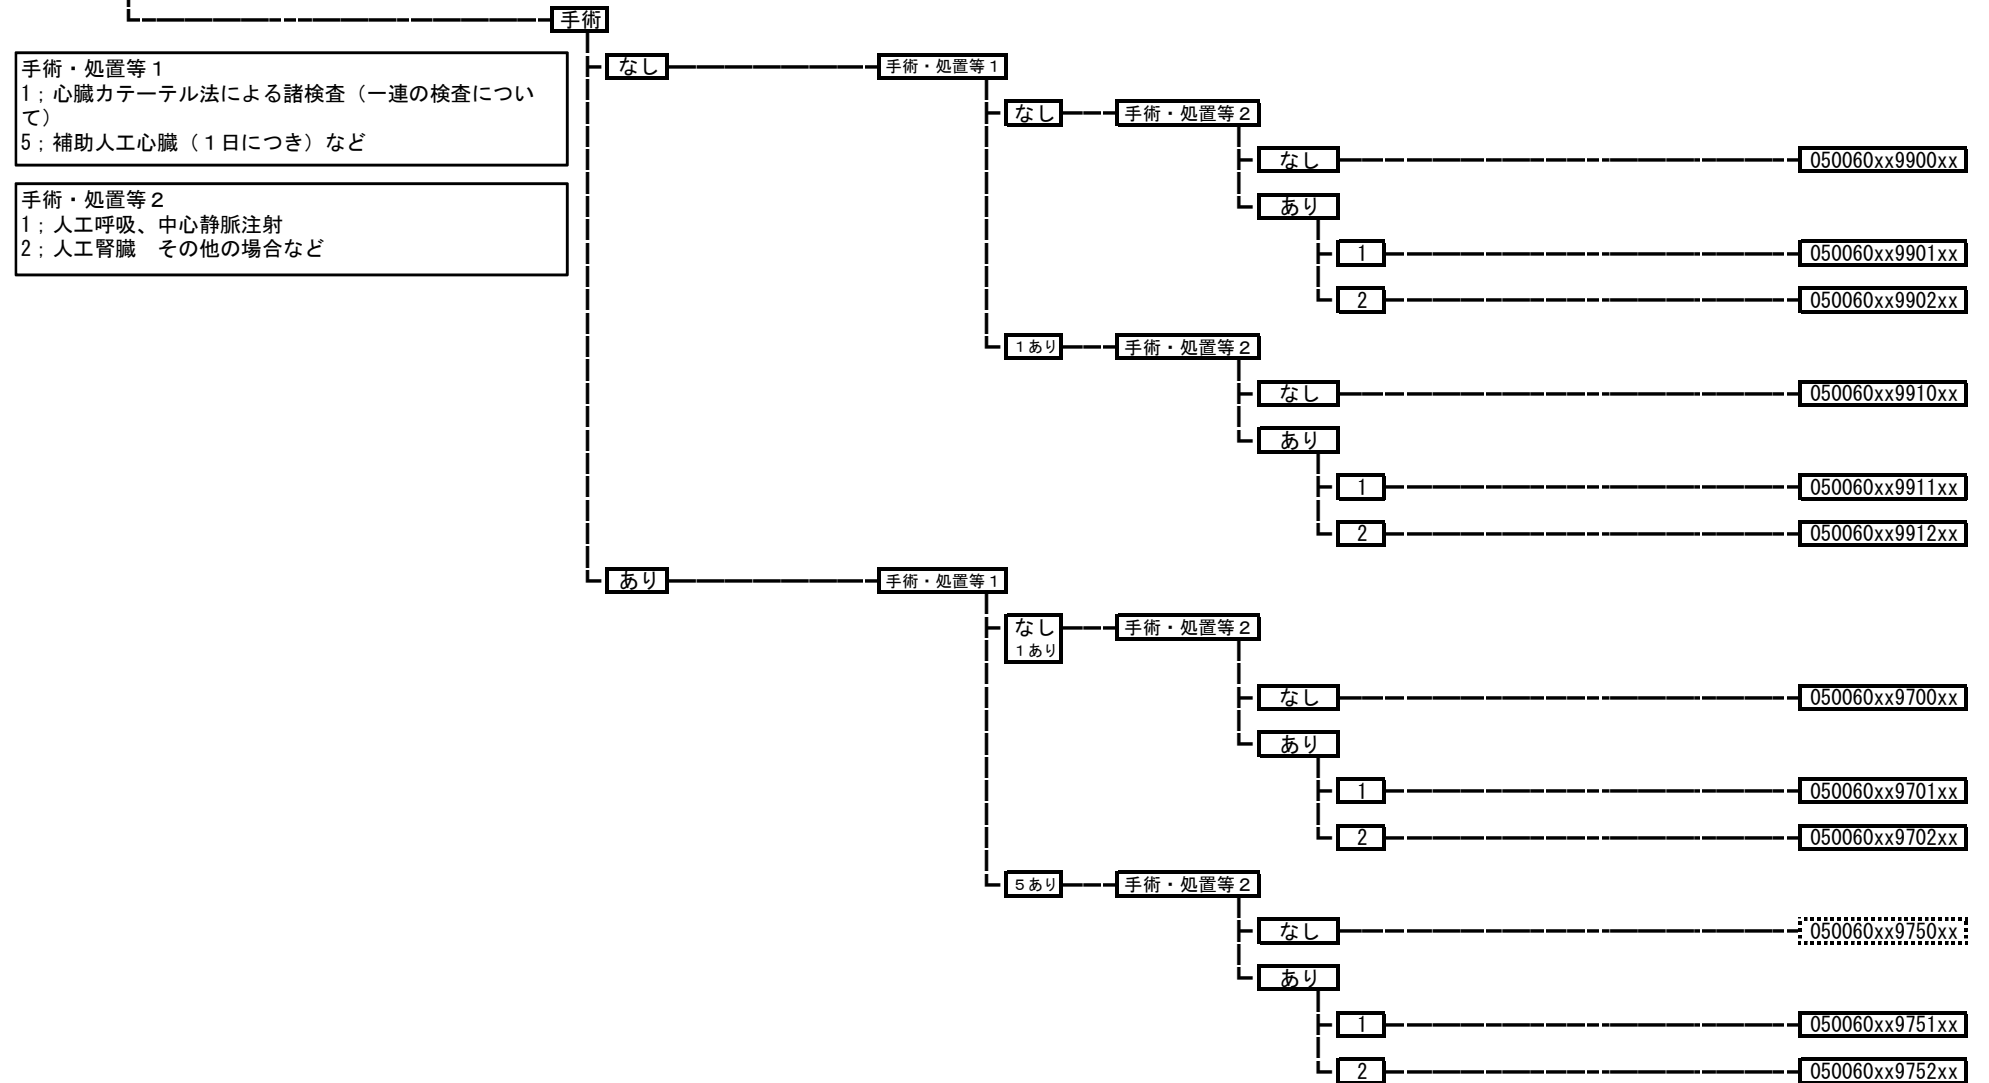 手術
手術・処置等１
1；心臓カテーテル法による諸検査（一連の検査につい
て）
5；補助人工心臓（１日につき）など
手術・処置等２
1；人工呼吸、中心静脈注射
2；人工腎臓　その他の場合など
なし
手術・処置等１
なし
手術・処置等２
なし
050060xx9900xx
あり
1
050060xx9901xx
2
050060xx9902xx
１あり
手術・処置等２
なし
050060xx9910xx
あり
1
050060xx9911xx
2
050060xx9912xx
あり
手術・処置等１
なし
１あり
手術・処置等２
なし
050060xx9700xx
あり
1
050060xx9701xx
2
050060xx9702xx
５あり
手術・処置等２
なし
050060xx9750xx
あり
1
050060xx9751xx
2
050060xx9752xx